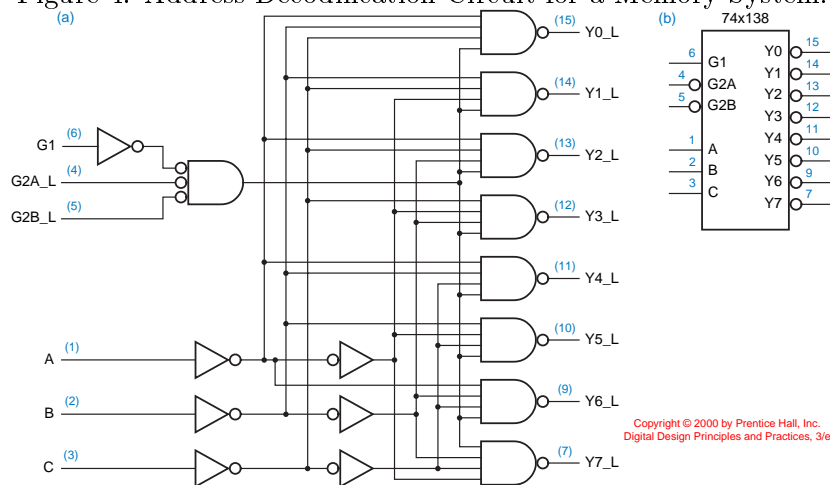 Figure 4: Address Decodification Circuit for a Memory System.
(a)
(15)
Y0_L
(14)
Y1_L
G1
(6)
(13)
Y2_L
G2A_L
(4)
G2B_L
(5)
(12)
Y3_L
(11)
Y4_L
A
(1)
(10)
Y5_L
B
(2)
(9)
Y6_L
C
(3)
(7)
Y7_L
(b)
74x138
6
G1
4
G2A
5
G2B
1
A
2
B
3
C
Y0
15
Y1
14
Y2
13
Y3
12
Y4
11
Y5
10
Y6
9
Y7
7
Copyright © 2000 by Prentice Hall, Inc.
Digital Design Principles and Practices, 3/e